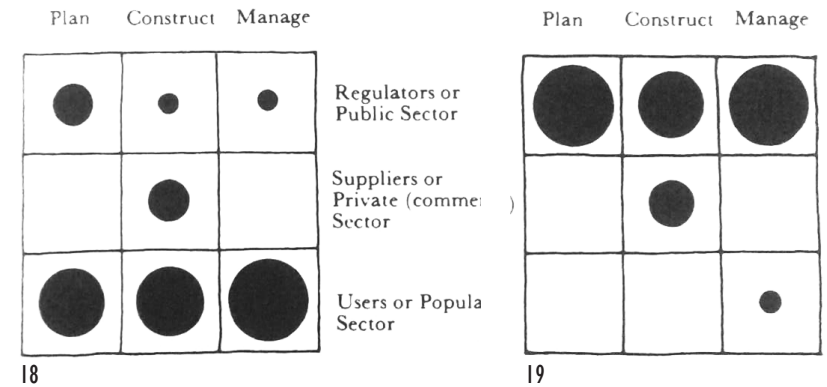 Plan Construct Manage
Plan Construct Manage
Regulators or
Public Sector
Suppliers or
Private (comme )
Sector
Users or Popula
Sector
18
19